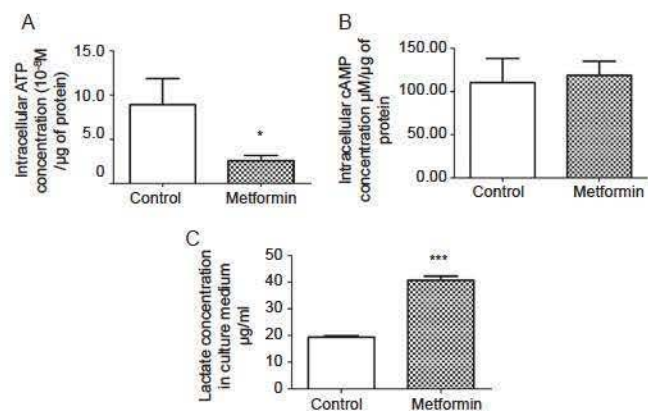 A
Intracellular ATP
concentration (10⁻⁸M
/µg of protein)
15.0
10.0
5.0
0
*
Control
Metformin
B
Intracellular cAMP
concentration µM/µg of
protein
150.00
100.00
50.00
0.00
Control
Metformin
C
Lactate concentration
in culture medium
µg/ml
50
40
30
20
10
0
***
Control
Metformin